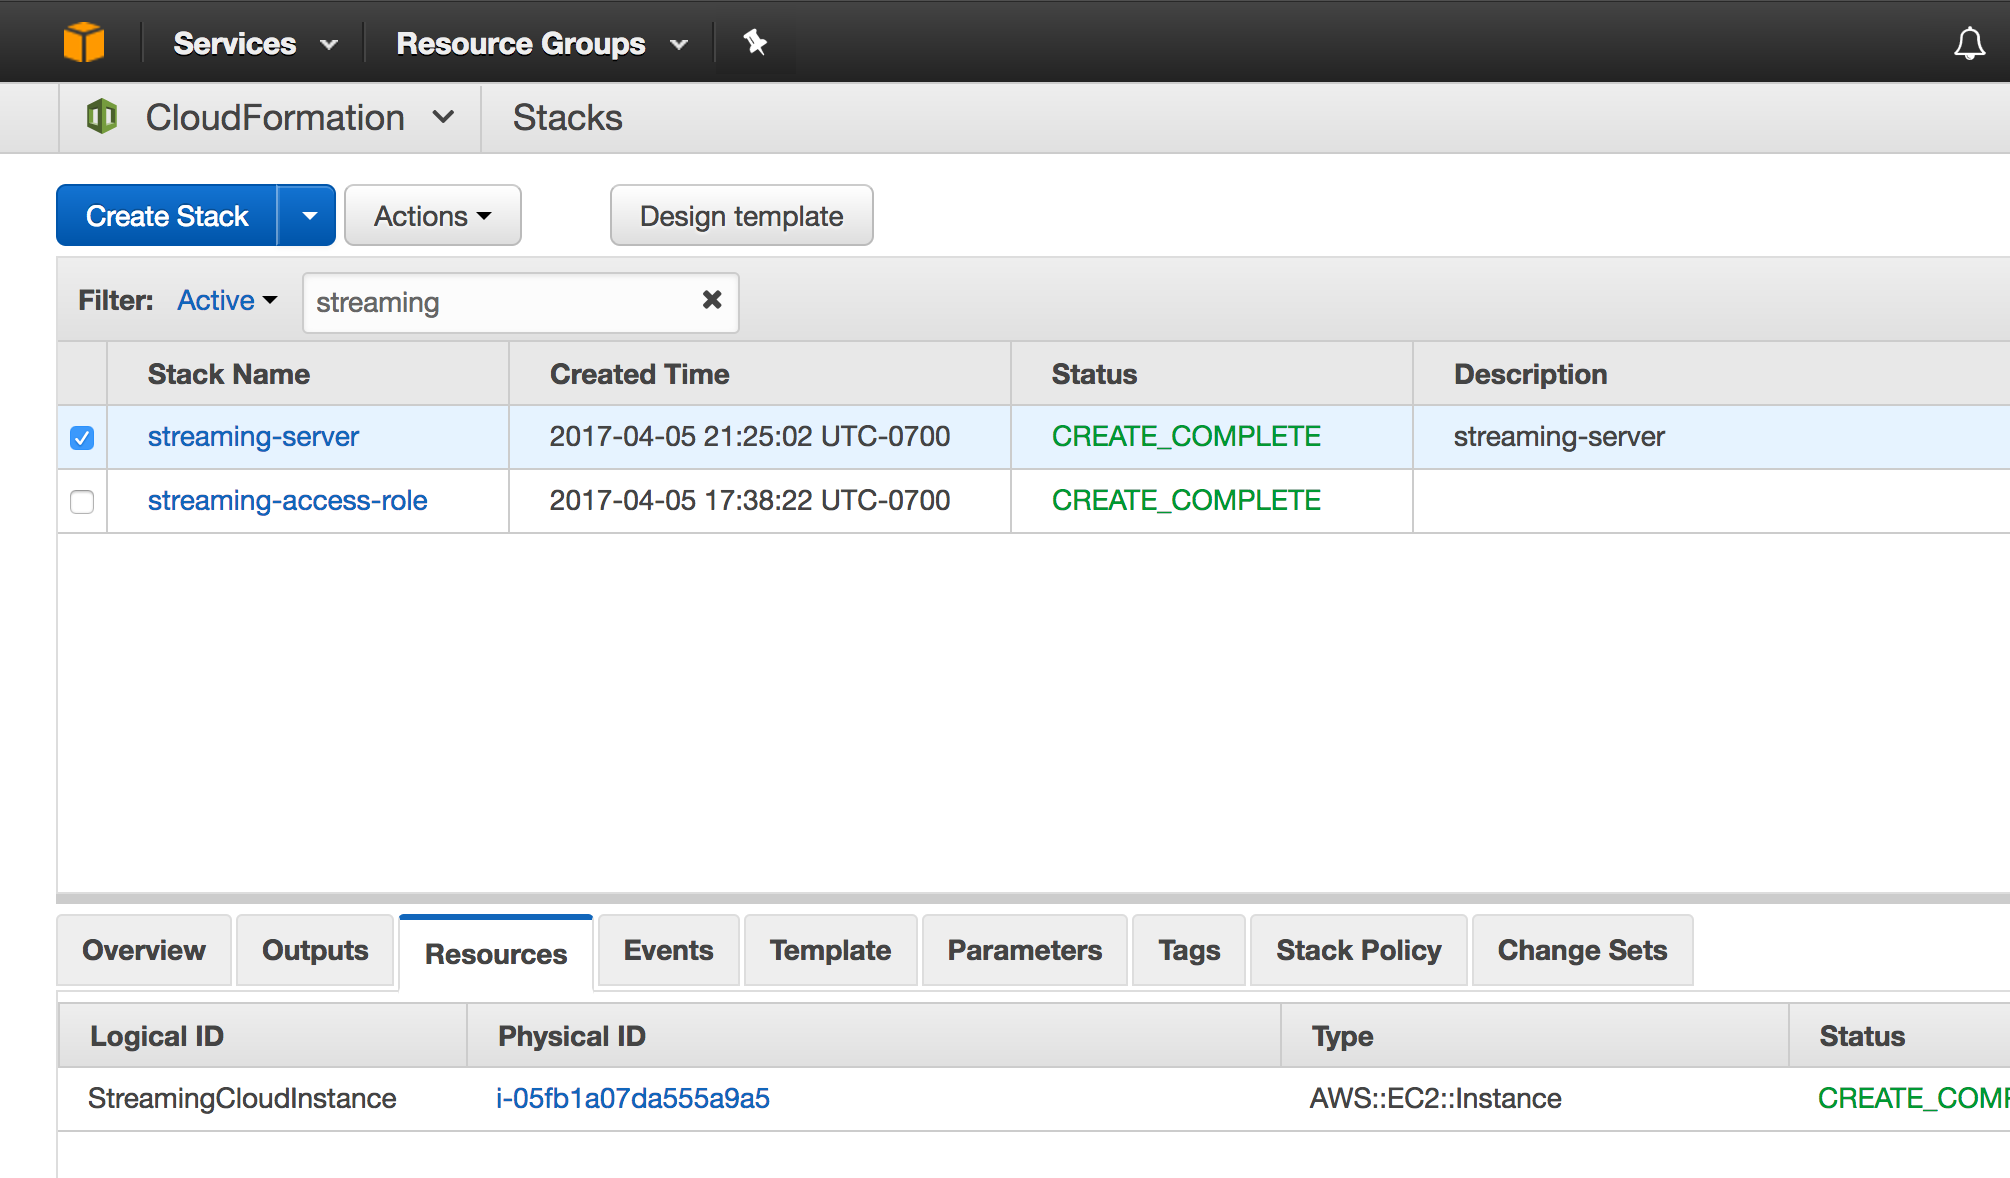 Services Resource Groups
CloudFormation Stacks
Create Stack Actions Design template
Filter: Active streaming
Stack Name Created Time Status Description
streaming-server 2017-04-05 21:25:02 UTC-0700 CREATE_COMPLETE streaming-server
streaming-access-role 2017-04-05 17:38:22 UTC-0700 CREATE_COMPLETE
Overview Outputs Resources Events Template Parameters Tags Stack Policy Change Sets
Logical ID Physical ID Type Status
StreamingCloudInstance i-05fb1a07da555a9a5 AWS::EC2::Instance CREATE_COMP